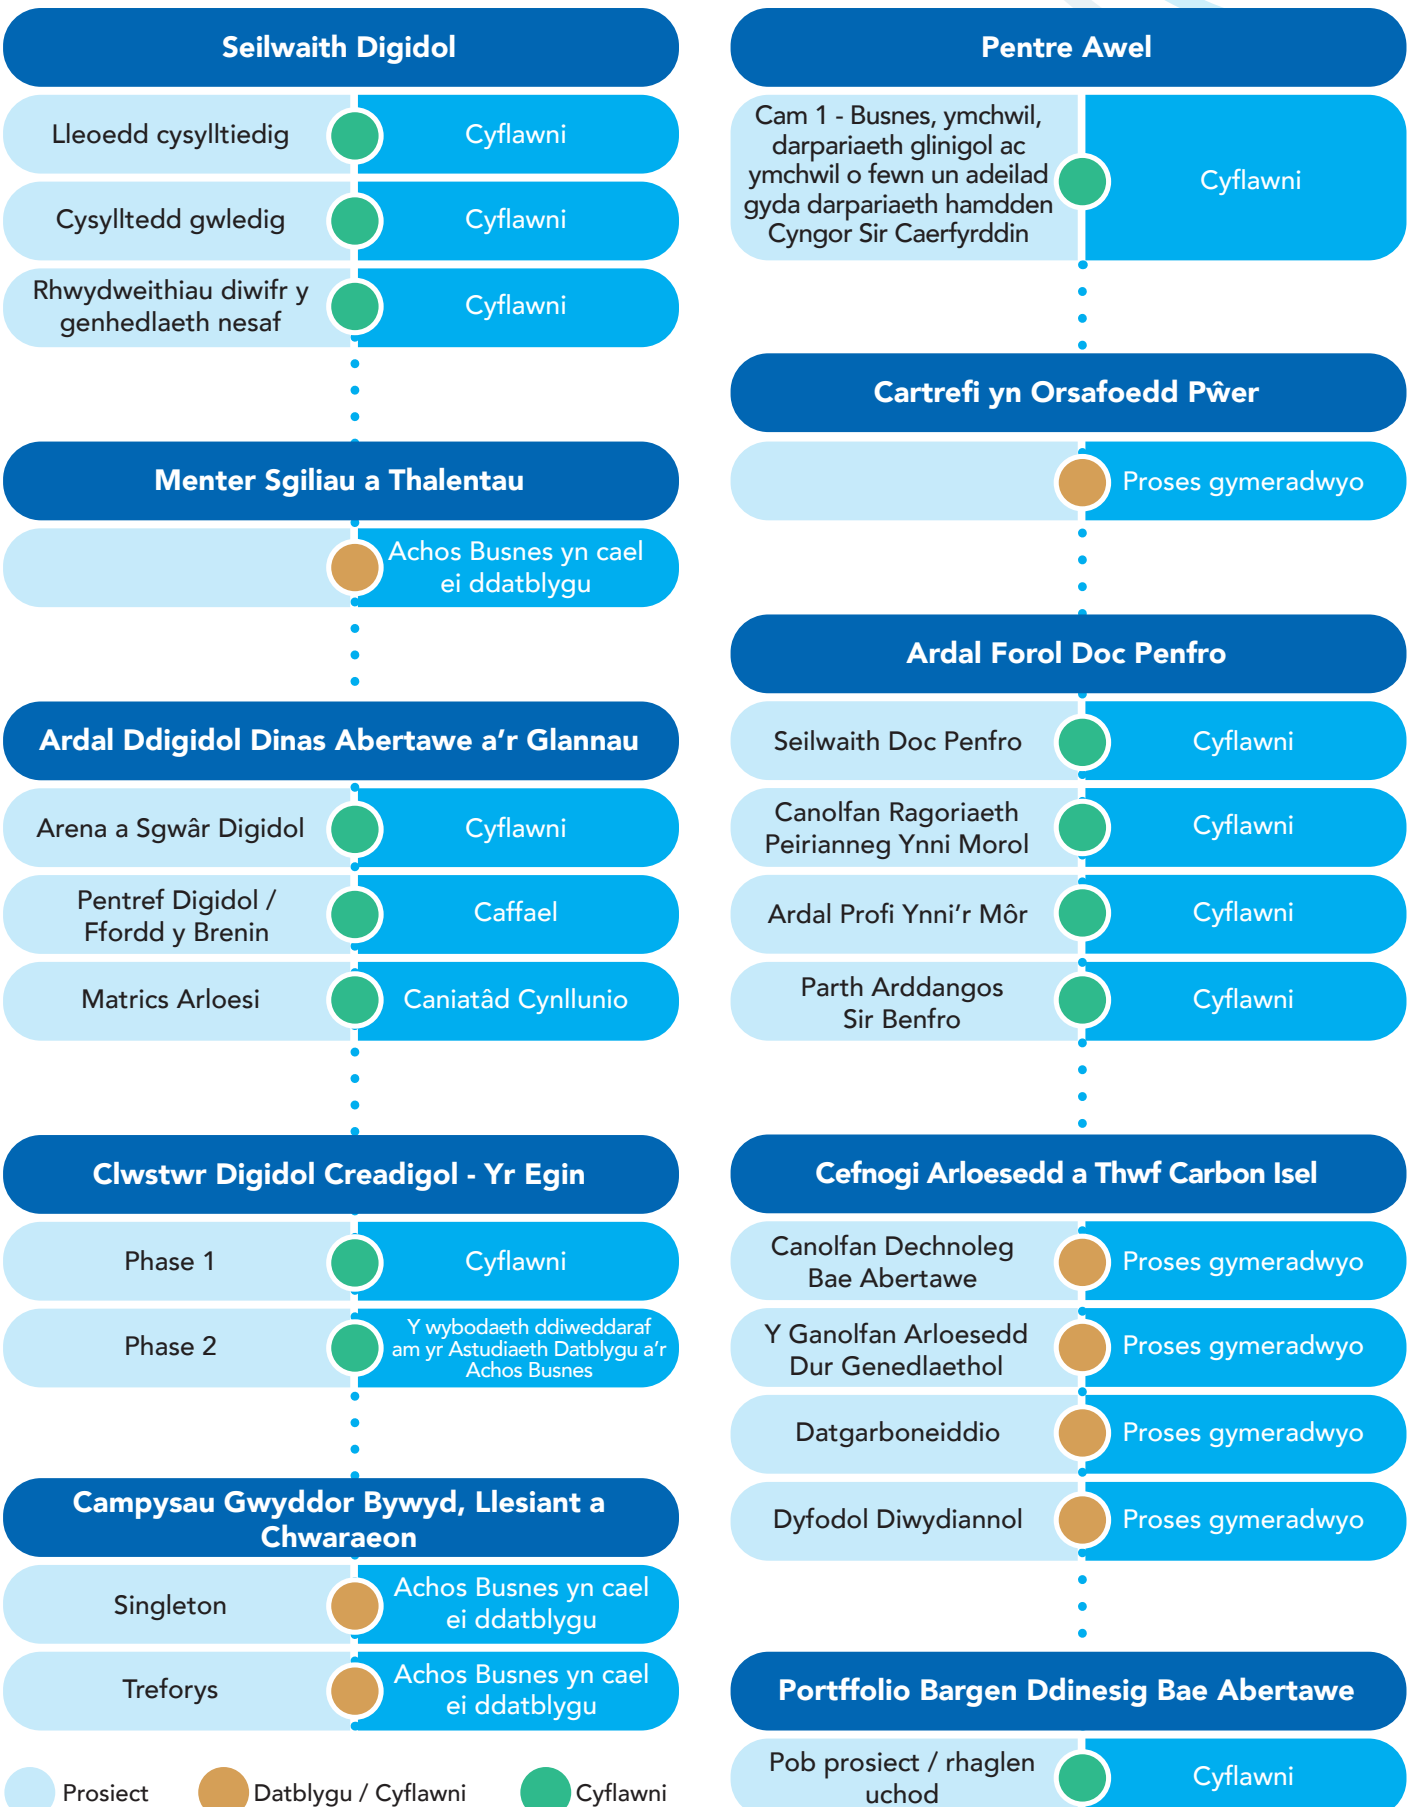 Seilwaith Digidol
Lleoedd cysylltiedig
Cyflawni
Cysylltedd gwledig
Cyflawni
Rhwydweithiau diwifr y
genhedlaeth nesaf
Cyflawni
Menter Sgiliau a Thalentau
Achos Busnes yn cael
ei ddatblygu
Ardal Ddigidol Dinas Abertawe a'r Glannau
Arena a Sgwâr Digidol
Cyflawni
Pentref Digidol /
Ffordd y Brenin
Caffael
Matrics Arloesi
Caniatâd Cynllunio
Clwstwr Digidol Creadigol - Yr Egin
Phase 1
Cyflawni
Phase 2
Y wybodaeth ddiweddaraf
am yr Astudiaeth Datblygu a'r
Achos Busnes
Campysau Gwyddor Bywyd, Llesiant a
Chwaraeon
Singleton
Achos Busnes yn cael
ei ddatblygu
Treforys
Achos Busnes yn cael
ei ddatblygu
Prosiect
Datblygu / Cyflawni
Cyflawni
Pentre Awel
Cam 1 - Busnes, ymchwil,
darpariaeth glinigol ac
ymchwil o fewn un adeilad
gyda darpariaeth hamdden
Cyngor Sir Caerfyrddin
Cyflawni
Cartrefi yn Orsafoedd Pŵer
Proses gymeradwyo
Ardal Forol Doc Penfro
Seilwaith Doc Penfro
Cyflawni
Canolfan Ragoriaeth
Peirianneg Ynni Morol
Cyflawni
Ardal Profi Ynni'r Môr
Cyflawni
Parth Arddangos
Sir Benfro
Cyflawni
Cefnogi Arloesedd a Thwf Carbon Isel
Canolfan Dechnoleg
Bae Abertawe
Proses gymeradwyo
Y Ganolfan Arloesedd
Dur Genedlaethol
Proses gymeradwyo
Datgarboneiddio
Proses gymeradwyo
Dyfodol Diwydiannol
Proses gymeradwyo
Portffolio Bargen Ddinesig Bae Abertawe
Pob prosiect / rhaglen
uchod
Cyflawni